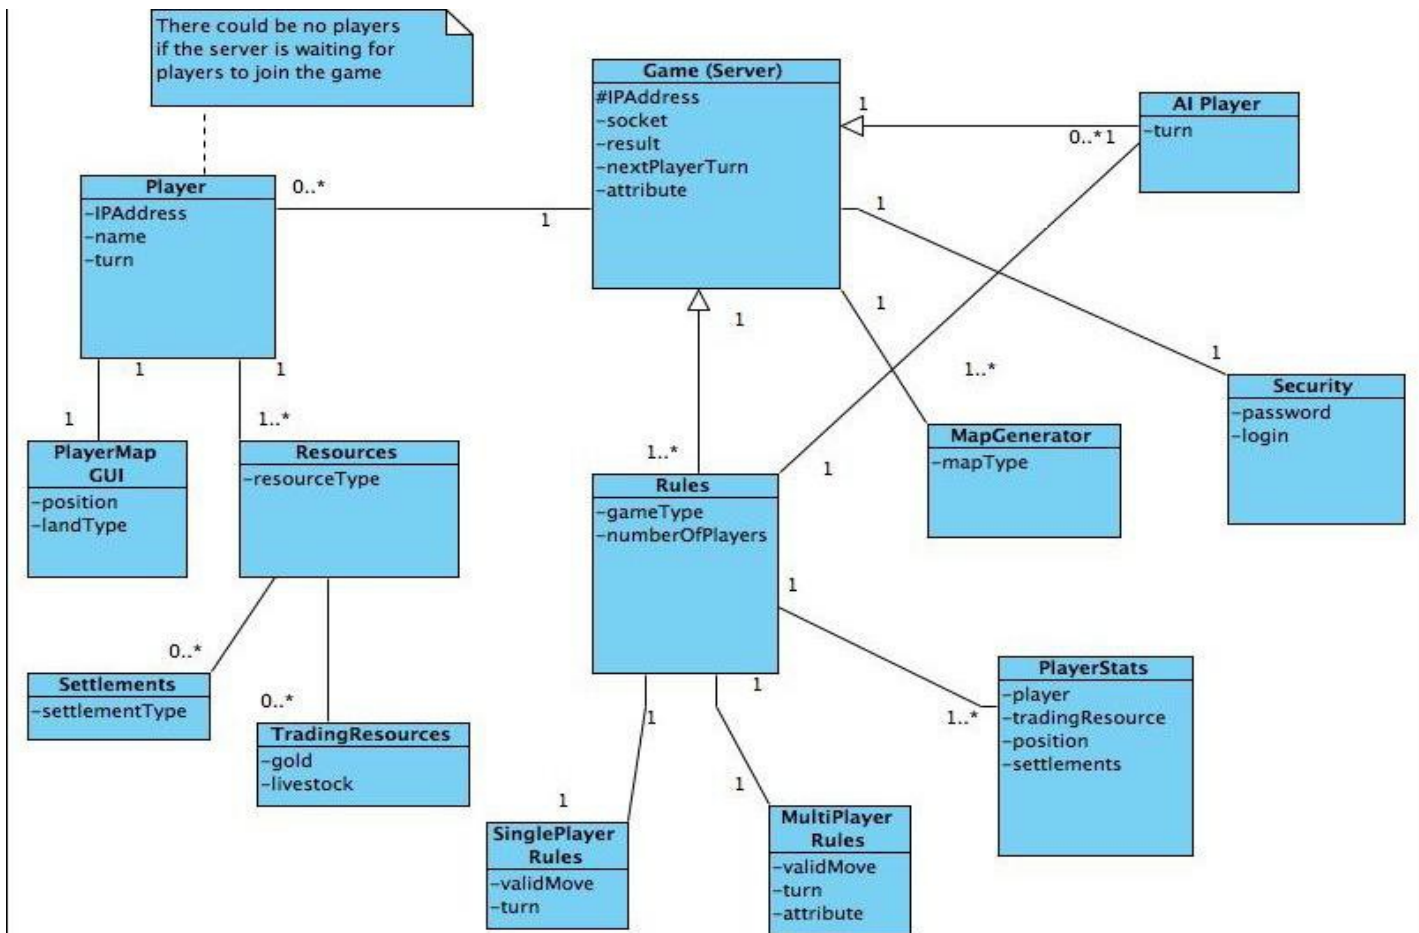 There could be no players
if the server is waiting for
players to join the game
Game (Server)
#IPAddress
-socket
-result
-nextPlayerTurn
-attribute
AI Player
-turn
1
0..*1
Player
-IPAddress
-name
-turn
0..*
1
1
1
1
1
1..*
1
1
1
1..*
PlayerMap
GUI
-position
-landType
Resources
-resourceType
1..*
1
Rules
-gameType
-numberOfPlayers
MapGenerator
-mapType
Security
-password
-login
0..*
Settlements
-settlementType
0..*
TradingResources
-gold
-livestock
1
1..*
PlayerStats
-player
-tradingResource
-position
-settlements
1
1
1
1
SinglePlayer
Rules
-validMove
-turn
MultiPlayer
Rules
-validMove
-turn
-attribute